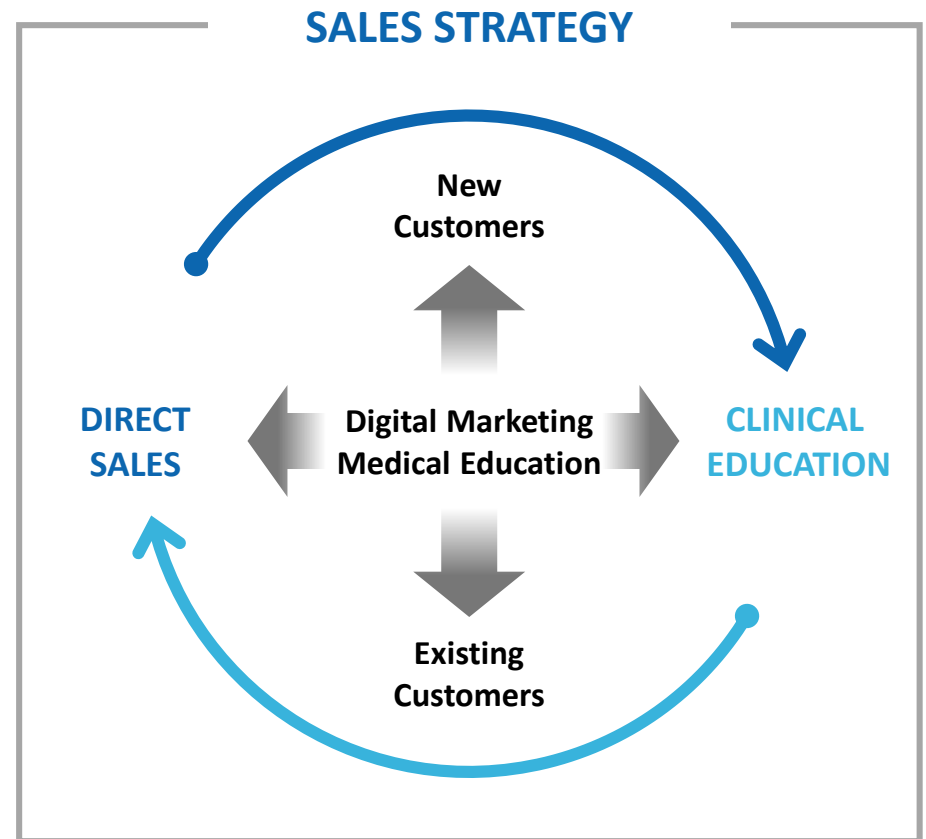 SALES STRATEGY
New
Customers
DIRECT
SALES
Digital Marketing
Medical Education
CLINICAL
EDUCATION
Existing
Customers